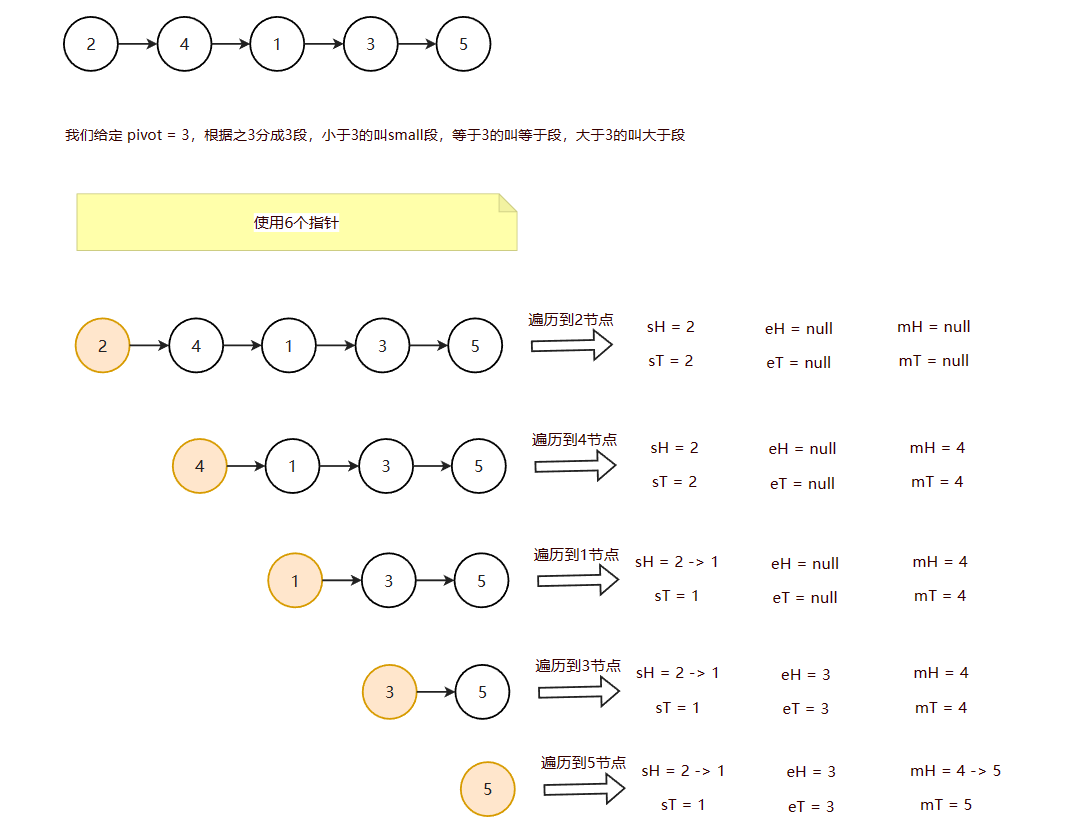 2 4 1 3 5
我们给定 pivot = 3，根据之3分成3段，小于3的叫small段，等于3的叫等于段，大于3的叫大于段
使用6个指针
遍历到2节点
sH = 2 eH = null mH = null
2 4 1 3 5
sT = 2 eT = null mT = null
遍历到4节点
sH = 2 eH = null mH = 4
4 1 3 5
sT = 2 eT = null mT = 4
遍历到1节点
sH = 2 -> 1 eH = null mH = 4
1 3 5
sT = 1 eT = null mT = 4
遍历到3节点
sH = 2 -> 1 eH = 3 mH = 4
3 5
sT = 1 eT = 3 mT = 4
遍历到5节点
sH = 2 -> 1 eH = 3 mH = 4 -> 5
5
sT = 1 eT = 3 mT = 5